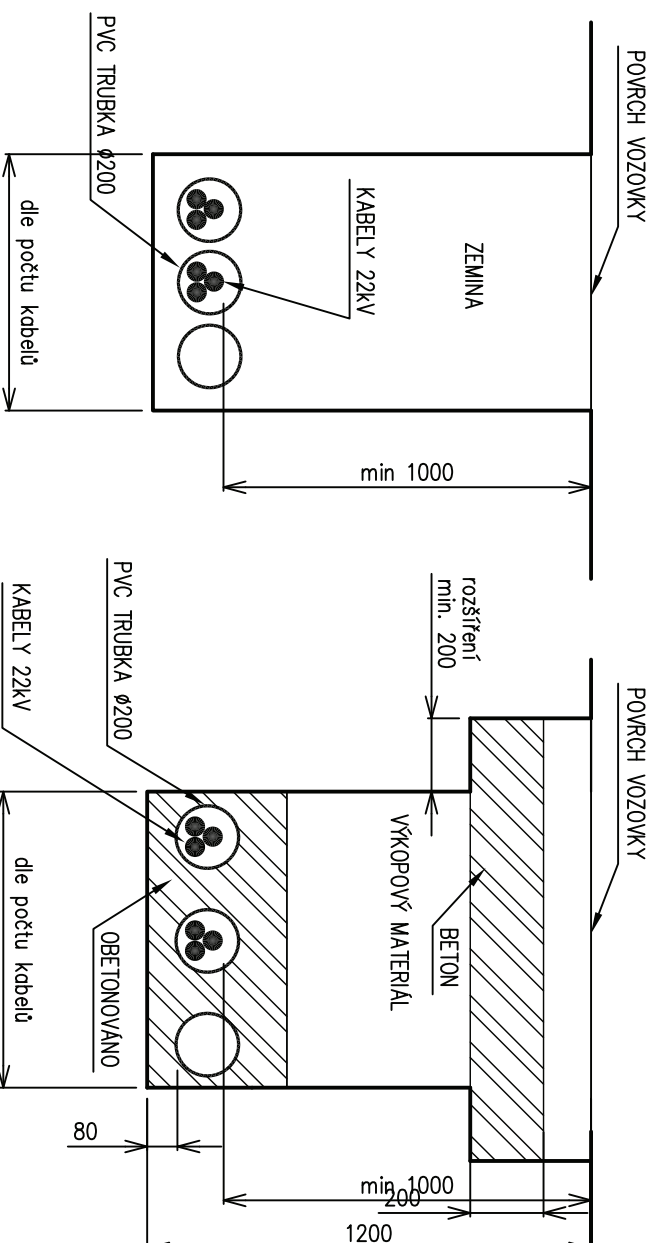 POVRCH VOZOVKY
ZEMINA
KABELY 22kV
PVC TRUBKA Ø200
dle počtu kabelů
min 1000
POVRCH VOZOVKY
rozšíření
min. 200
BETON
VÝKOPOVÝ MATERIÁL
PVC TRUBKA Ø200
KABELY 22kV
OBETONOVÁNO
dle počtu kabelů
80
min 1000
200
1200